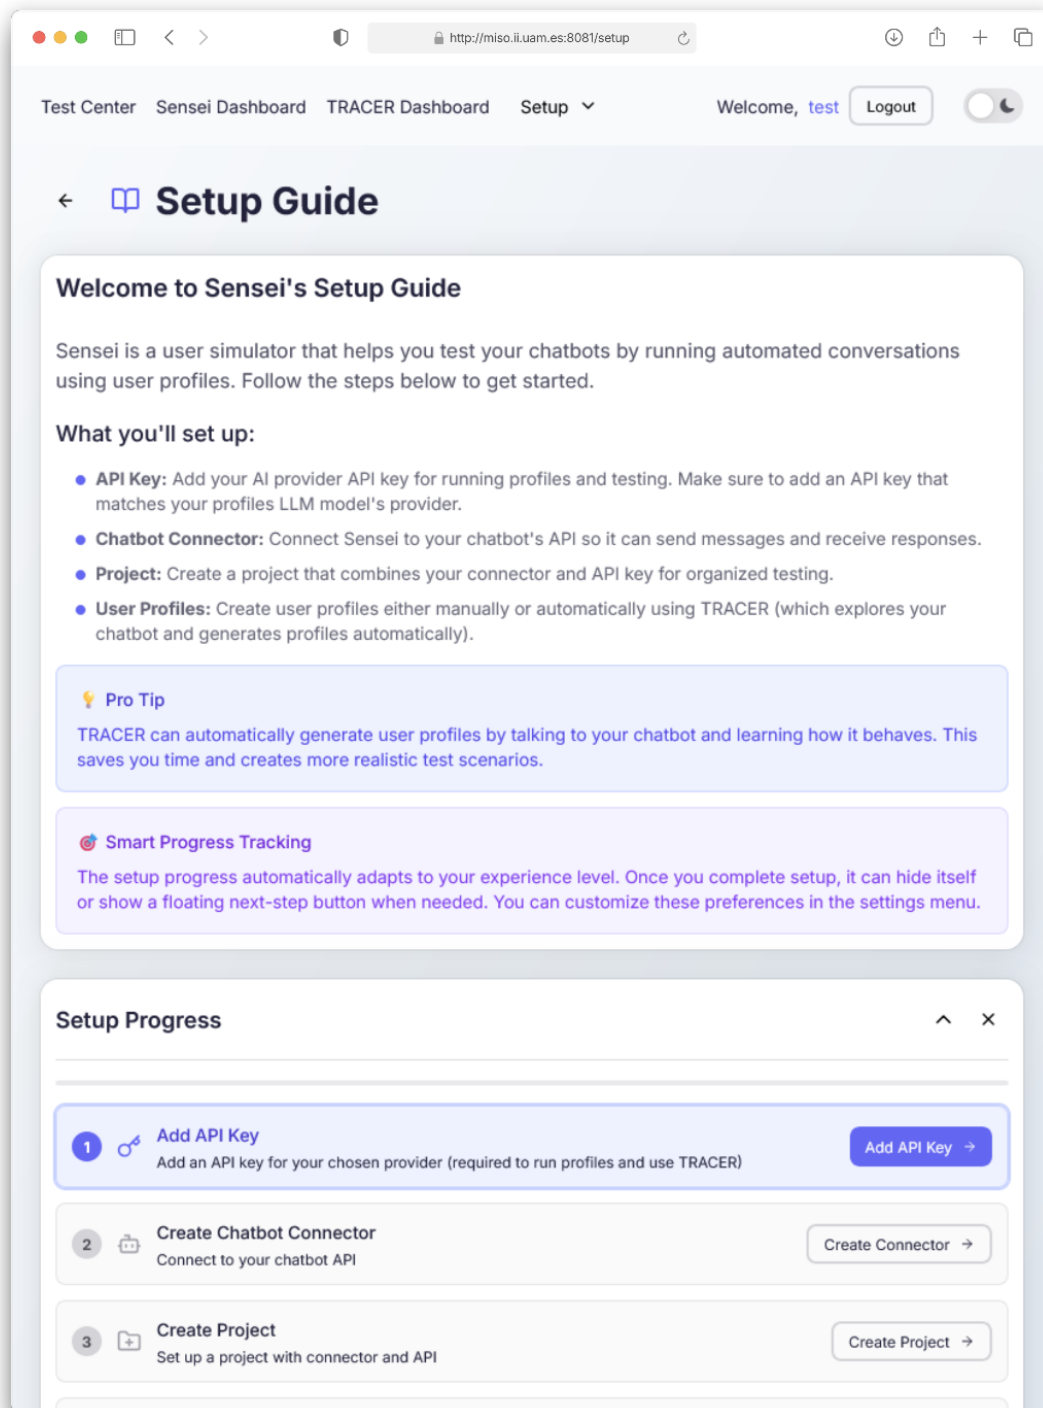 http://miso.ii.uam.es:8081/setup
Test Center Sensei Dashboard TRACER Dashboard Setup Welcome, test Logout
Setup Guide
Welcome to Sensei's Setup Guide
Sensei is a user simulator that helps you test your chatbots by running automated conversations
using user profiles. Follow the steps below to get started.
What you'll set up:
API Key: Add your AI provider API key for running profiles and testing. Make sure to add an API key that
matches your profiles LLM model's provider.
Chatbot Connector: Connect Sensei to your chatbot's API so it can send messages and receive responses.
Project: Create a project that combines your connector and API key for organized testing.
User Profiles: Create user profiles either manually or automatically using TRACER (which explores your
chatbot and generates profiles automatically).
Pro Tip
TRACER can automatically generate user profiles by talking to your chatbot and learning how it behaves. This
saves you time and creates more realistic test scenarios.
Smart Progress Tracking
The setup progress automatically adapts to your experience level. Once you complete setup, it can hide itself
or show a floating next-step button when needed. You can customize these preferences in the settings menu.
Setup Progress
1
Add API Key
Add an API key for your chosen provider (required to run profiles and use TRACER)
Add API Key
2
Create Chatbot Connector
Connect to your chatbot API
Create Connector
3
Create Project
Set up a project with connector and API
Create Project